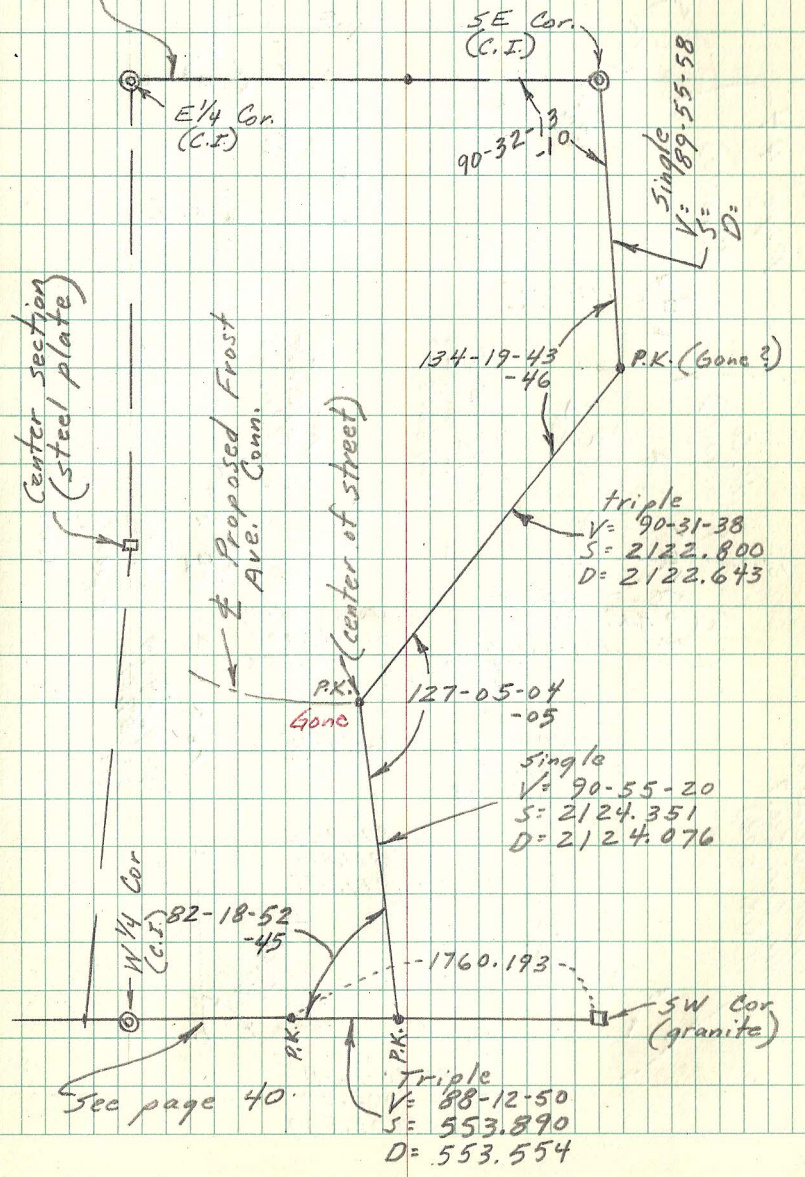 SE Cor.
(C.I.)
E¼ Cor.
(C.I.)
90-32-13
-10
Single
V= 89-55-58
S=
D=
Center section
(steel plate)
℄ Proposed Frost
Ave. Conn.
(center of street)
134-19-43
-46
P.K. (Gone?)
triple
V= 90-31-38
S= 2122.800
D= 2122.643
P.K.
Gone
127-05-04
-05
Single
V= 90-55-20
S= 2124.351
D= 2124.076
W¼ Cor
(C.I.)
82-18-52
-45
1760.193
SW Cor
(granite)
P.K.
P.K.
See page 40.
Triple
V= 88-12-50
S= 553.890
D= 553.554